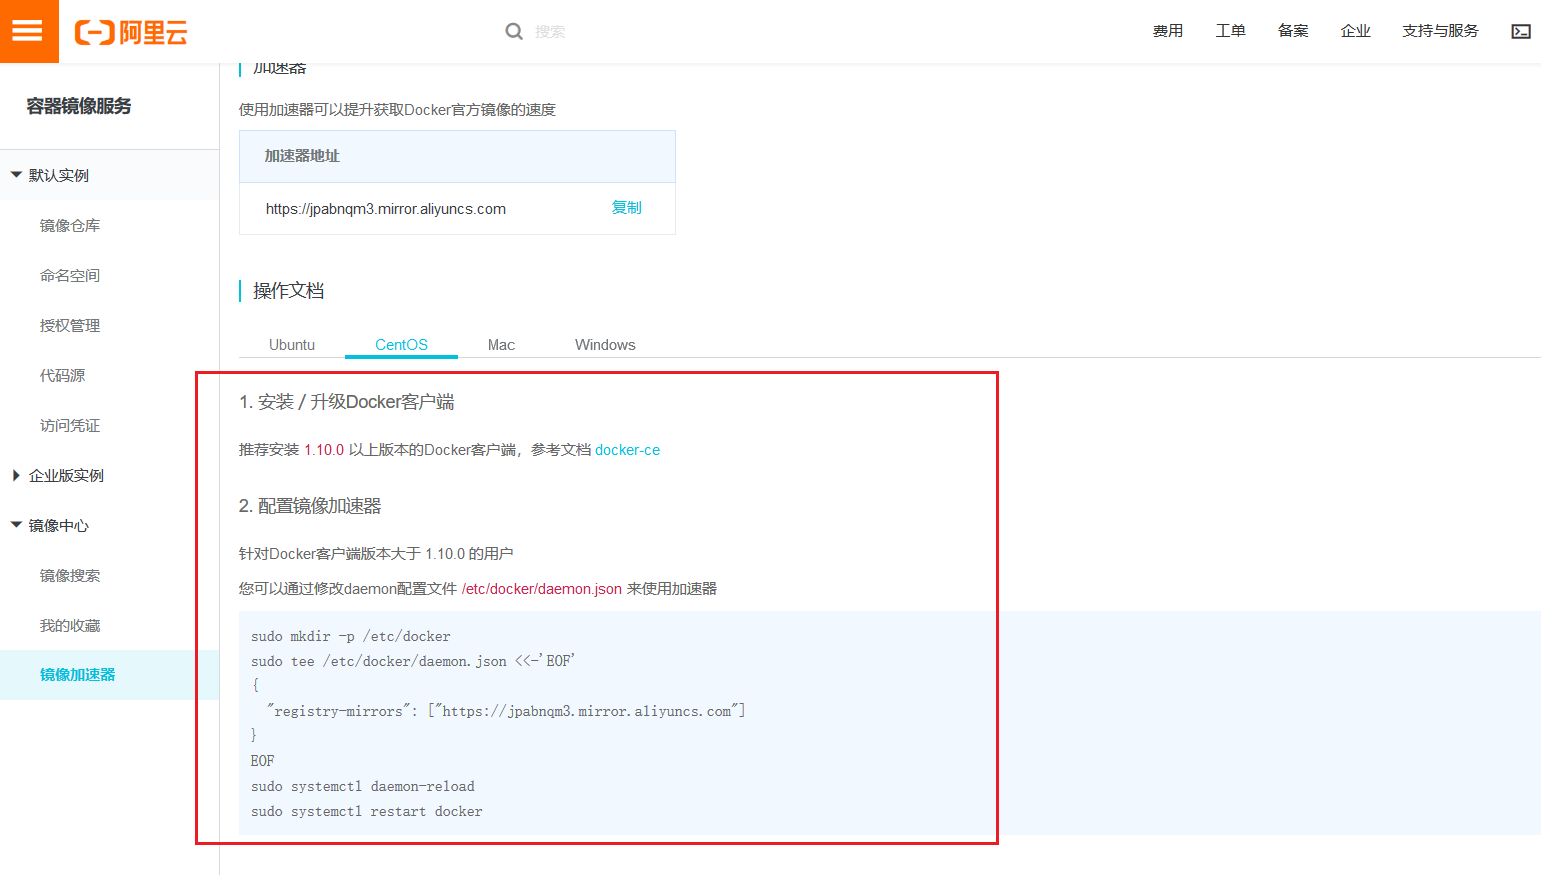 阿里云
搜索
费用
工单
备案
企业
支持与服务
容器镜像服务
默认实例
镜像仓库
命名空间
授权管理
代码源
访问凭证
企业版实例
镜像中心
镜像搜索
我的收藏
镜像加速器
加速器
使用加速器可以提升获取Docker官方镜像的速度
加速器地址
https://jpabnqm3.mirror.aliyuncs.com 复制
操作文档
Ubuntu CentOS Mac Windows
1. 安装 / 升级Docker客户端
推荐安装 1.10.0 以上版本的Docker客户端，参考文档 docker-ce
2. 配置镜像加速器
针对Docker客户端版本大于 1.10.0 的用户
您可以通过修改daemon配置文件 /etc/docker/daemon.json 来使用加速器
sudo mkdir -p /etc/docker
sudo tee /etc/docker/daemon.json <<-'EOF'
{
"registry-mirrors": ["https://jpabnqm3.mirror.aliyuncs.com"]
}
EOF
sudo systemctl daemon-reload
sudo systemctl restart docker